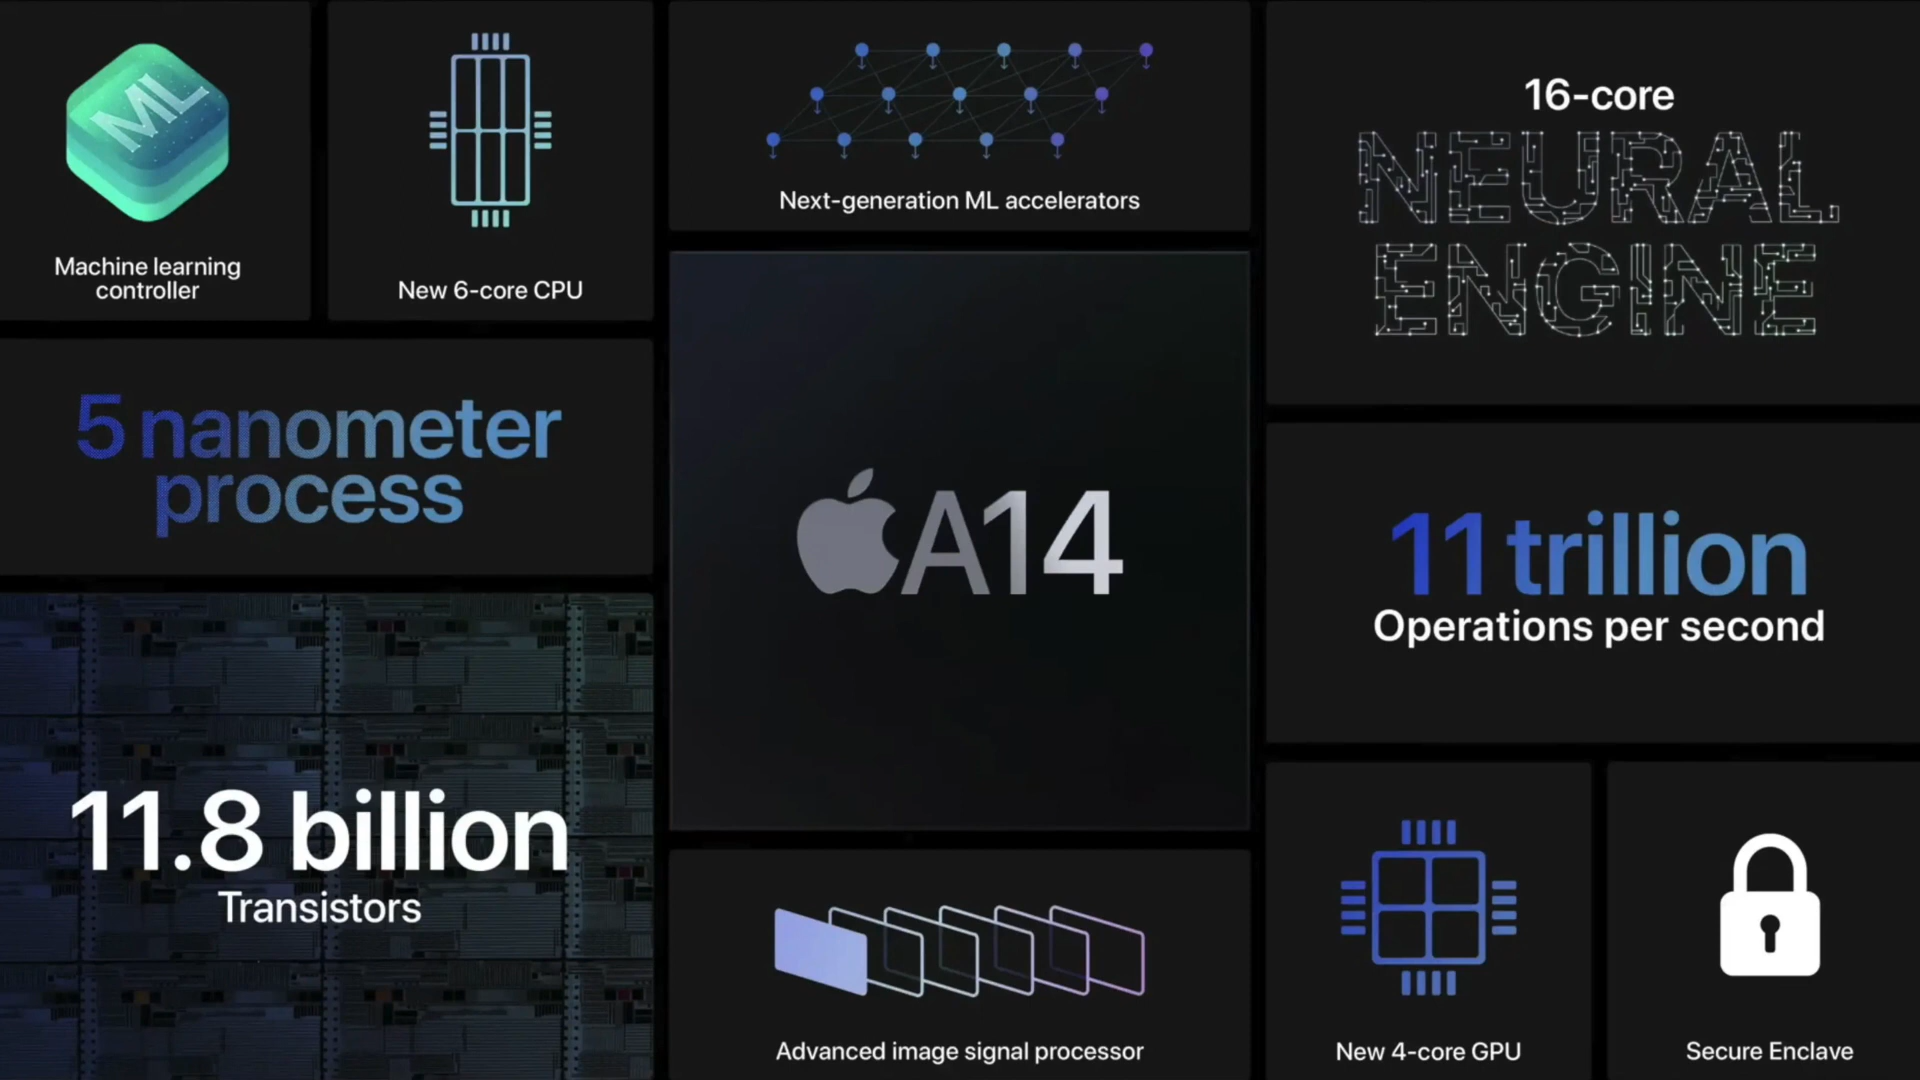 ML
Machine learning
controller
New 6-core CPU
Next-generation ML accelerators
16-core
NEURAL
ENGINE
5 nanometer
process
A14
11 trillion
Operations per second
11.8 billion
Transistors
Advanced image signal processor
New 4-core GPU
Secure Enclave